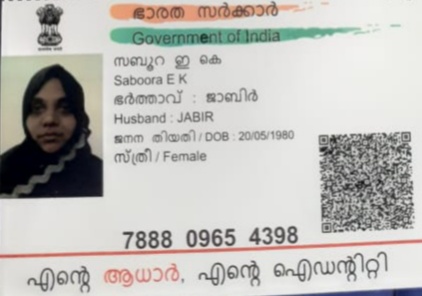 ഭാരത സർക്കാർ
Government of India
സബൂറ ഇ കെ
Saboora E K
ഭർത്താവ് : ജാബിർ
Husband : JABIR
ജനന തിയതി / DOB : 20/05/1980
സ്ത്രീ / Female
7888 0965 4398
എന്റെ ആധാർ, എന്റെ ഐഡന്റിറ്റി